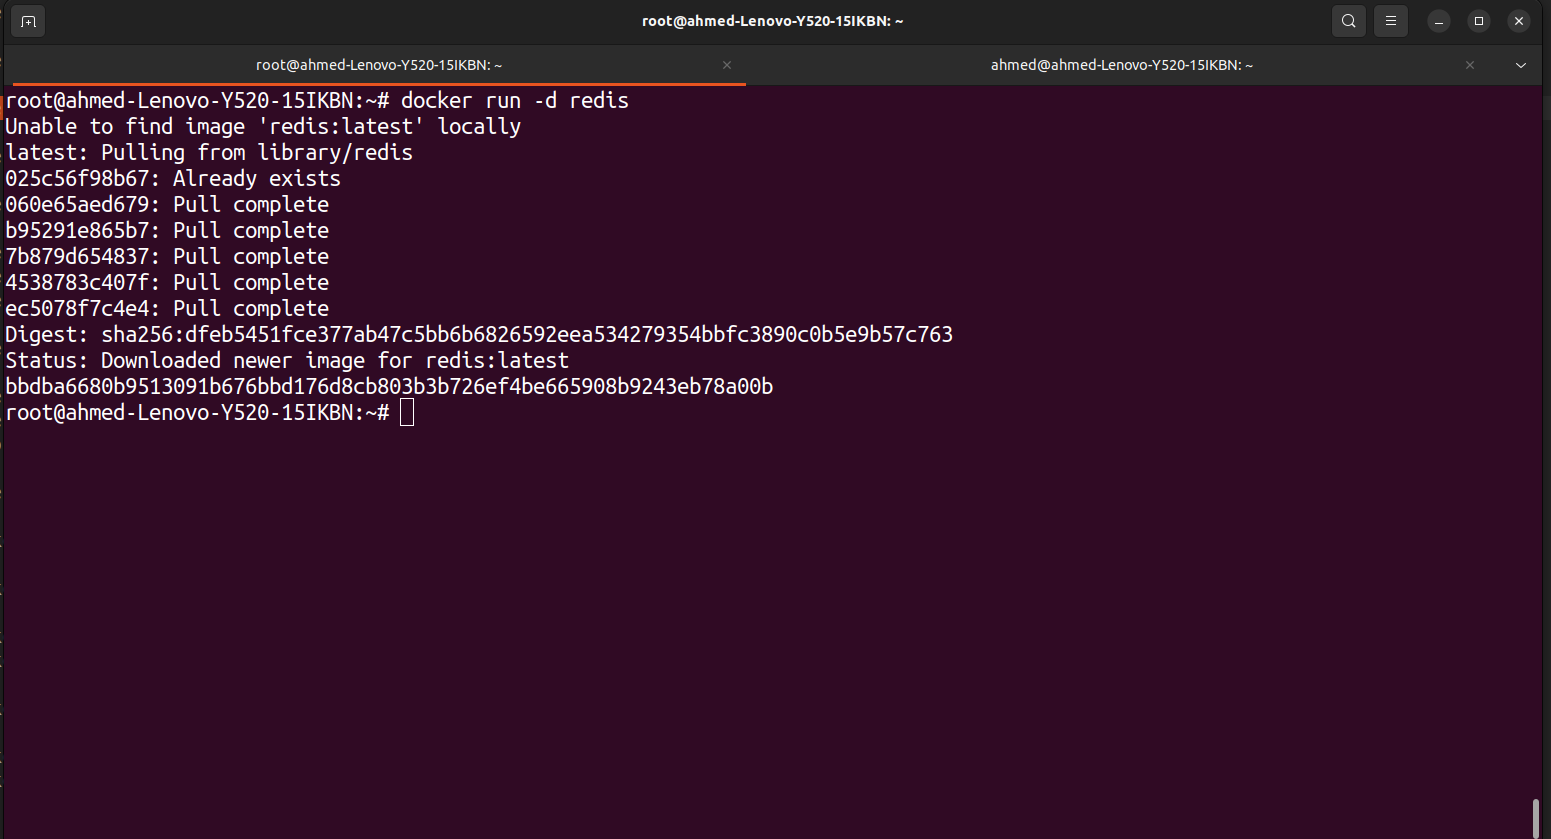 root@ahmed-Lenovo-Y520-15IKBN: ~
root@ahmed-Lenovo-Y520-15IKBN: ~
ahmed@ahmed-Lenovo-Y520-15IKBN: ~
root@ahmed-Lenovo-Y520-15IKBN:~# docker run -d redis
Unable to find image 'redis:latest' locally
latest: Pulling from library/redis
025c56f98b67: Already exists
060e65aed679: Pull complete
b95291e865b7: Pull complete
7b879d654837: Pull complete
4538783c407f: Pull complete
ec5078f7c4e4: Pull complete
Digest: sha256:dfeb5451fce377ab47c5bb6b6826592eea534279354bbfc3890c0b5e9b57c763
Status: Downloaded newer image for redis:latest
bbdba6680b9513091b676bbd176d8cb803b3b726ef4be665908b9243eb78a00b
root@ahmed-Lenovo-Y520-15IKBN:~#